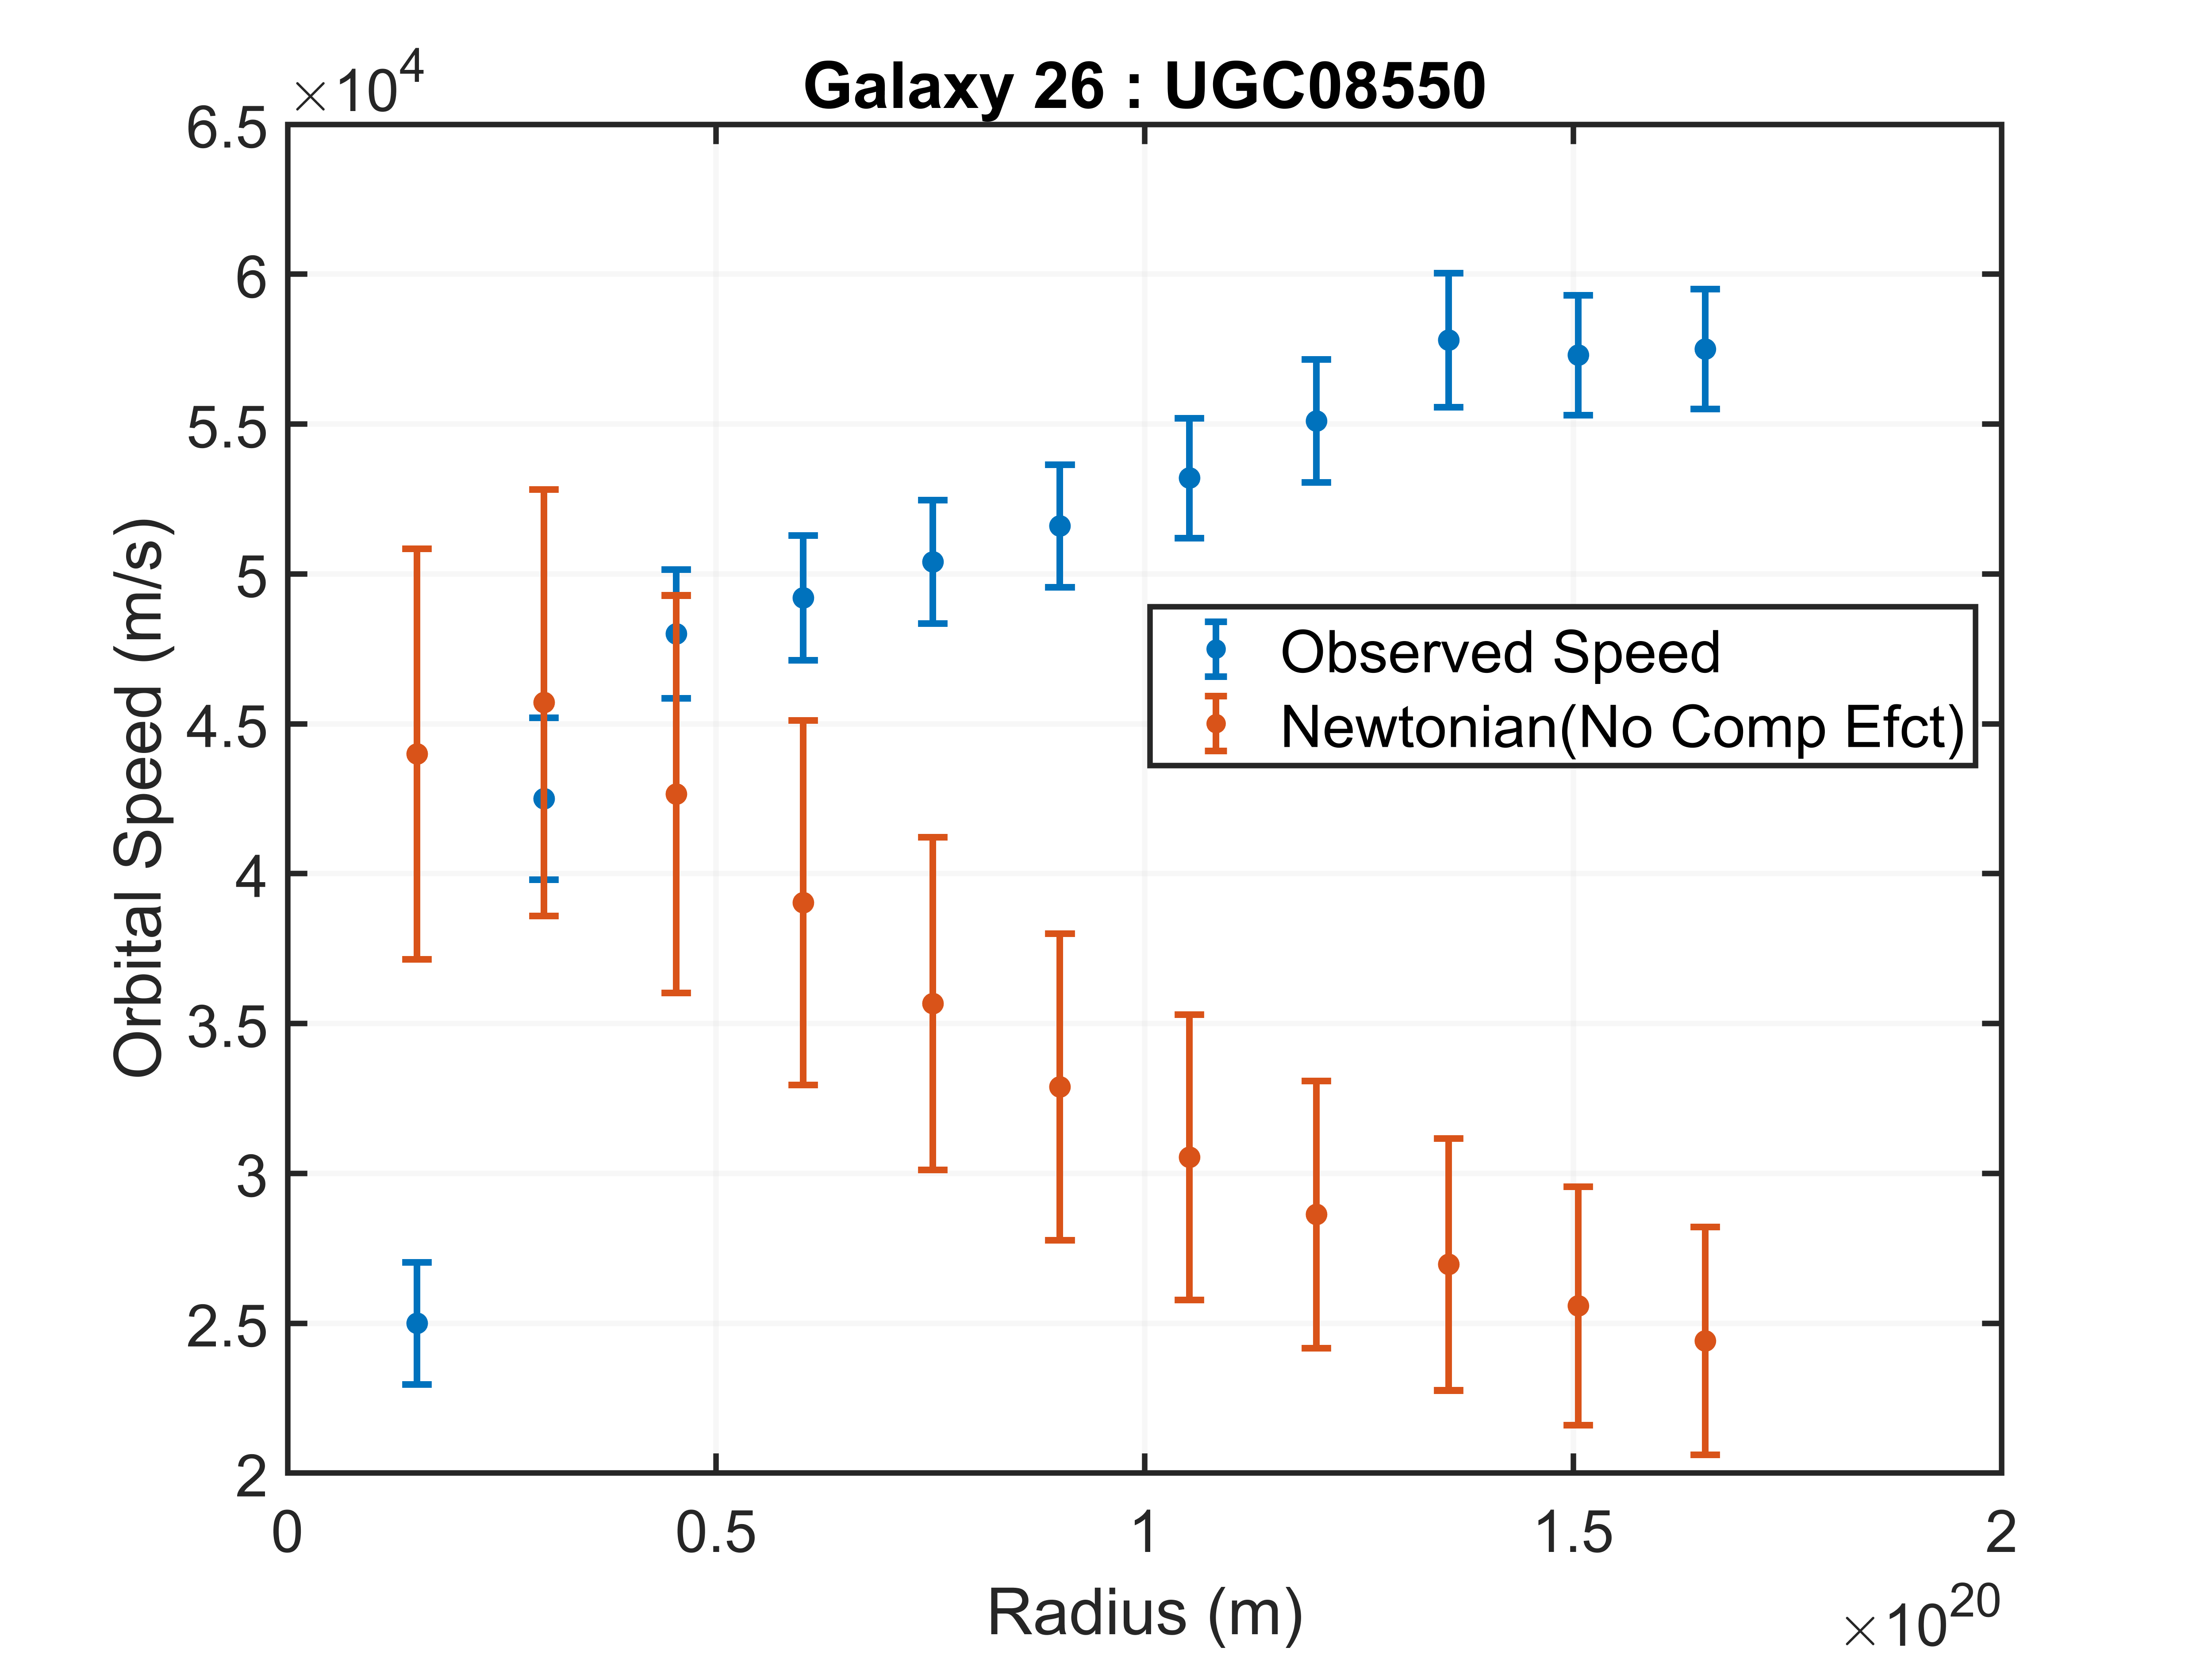 Galaxy 26 : UGC08550
×10⁴
6.5
6
5.5
5
4.5
4
3.5
3
2.5
2
Orbital Speed (m/s)
Observed Speed
Newtonian(No Comp Efct)
0 0.5 1 1.5 2
Radius (m)
×10²⁰